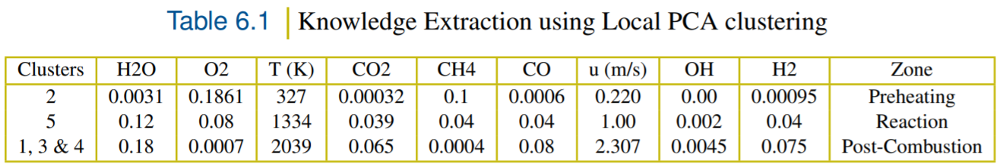 Table 6.1 Knowledge Extraction using Local PCA clustering
Clusters H2O O2 T (K) CO2 CH4 CO u (m/s) OH H2 Zone
2 0.0031 0.1861 327 0.00032 0.1 0.0006 0.220 0.00 0.00095 Preheating
5 0.12 0.08 1334 0.039 0.04 0.04 1.00 0.002 0.04 Reaction
1, 3 & 4 0.18 0.0007 2039 0.065 0.0004 0.08 2.307 0.0045 0.075 Post-Combustion